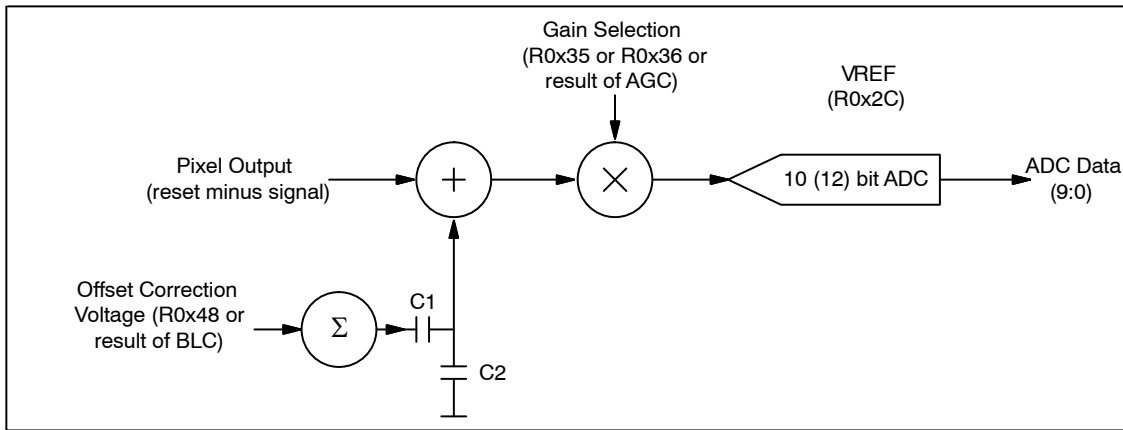 Gain Selection
(R0x35 or R0x36 or
result of AGC)
VREF
(R0x2C)
Pixel Output
(reset minus signal)
+
×
10 (12) bit ADC
ADC Data
(9:0)
Offset Correction
Voltage (R0x48 or
result of BLC)
Σ
C1
C2